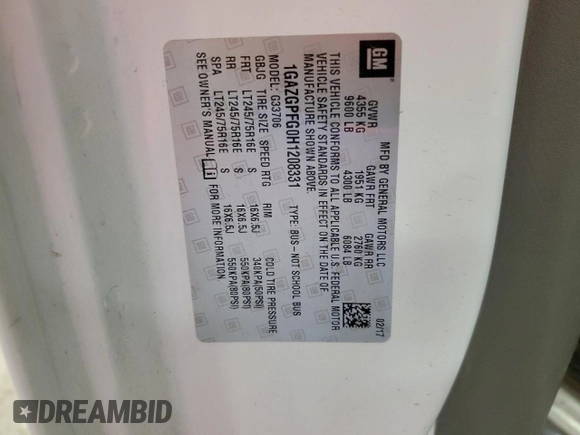 GM
MFD BY GENERAL MOTORS LLC
02/17
GVWR GAWR FRT GAWR RR
4355 KG 1951 KG 2760 KG
9600 LB 4300 LB 6084 LB
THIS VEHICLE CONFORMS TO ALL APPLICABLE U.S. FEDERAL MOTOR
VEHICLE SAFETY STANDARDS IN EFFECT ON THE DATE OF
MANUFACTURE SHOWN ABOVE.
1GAZGPFG0H1208331 TYPE: BUS-NOT SCHOOL BUS
MODEL: G33706
GBJG TIRE SIZE SPEED RTG RIM COLD TIRE PRESSURE
FRT LT245/75R16E S 16X6.5J 340KPA(50PSI)
RR LT245/75R16E S 16X6.5J 550KPA(80PSI)
SPA LT245/75R16E S 16X6.5J 550KPA(80PSI)
SEE OWNER'S MANUAL FOR MORE INFORMATION.
DREAMBID